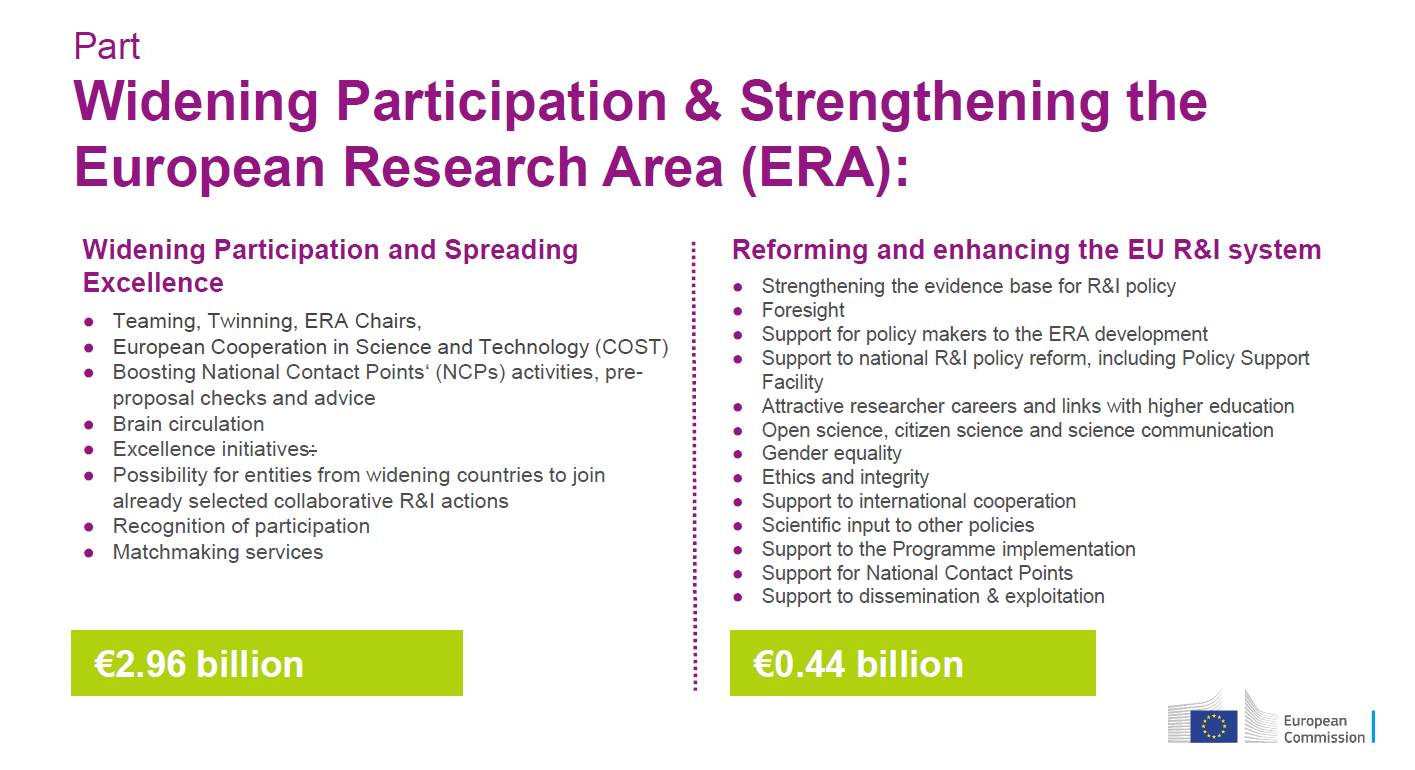 Part
Widening Participation & Strengthening the
European Research Area (ERA):
Widening Participation and Spreading
Excellence
● Teaming, Twinning, ERA Chairs,
● European Cooperation in Science and Technology (COST)
● Boosting National Contact Points‘ (NCPs) activities, pre-
proposal checks and advice
● Brain circulation
● Excellence initiatives:
● Possibility for entities from widening countries to join
already selected collaborative R&I actions
● Recognition of participation
● Matchmaking services
€2.96 billion
Reforming and enhancing the EU R&I system
● Strengthening the evidence base for R&I policy
● Foresight
● Support for policy makers to the ERA development
● Support to national R&I policy reform, including Policy Support
Facility
● Attractive researcher careers and links with higher education
● Open science, citizen science and science communication
● Gender equality
● Ethics and integrity
● Support to international cooperation
● Scientific input to other policies
● Support to the Programme implementation
● Support for National Contact Points
● Support to dissemination & exploitation
€0.44 billion
European
Commission